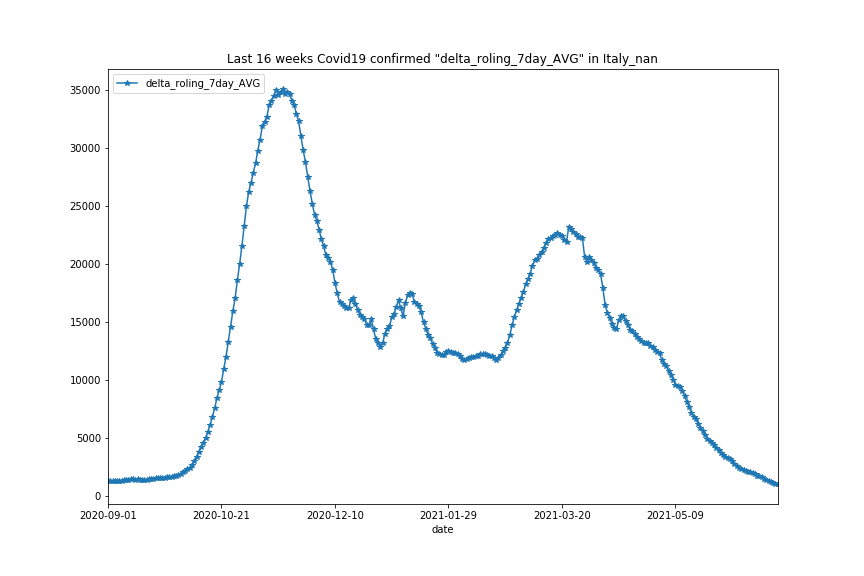 Last 16 weeks Covid19 confirmed "delta_roling_7day_AVG" in Italy_nan
delta_roling_7day_AVG
35000
30000
25000
20000
15000
10000
5000
0
2020-09-01 2020-10-21 2020-12-10 2021-01-29 2021-03-20 2021-05-09
date